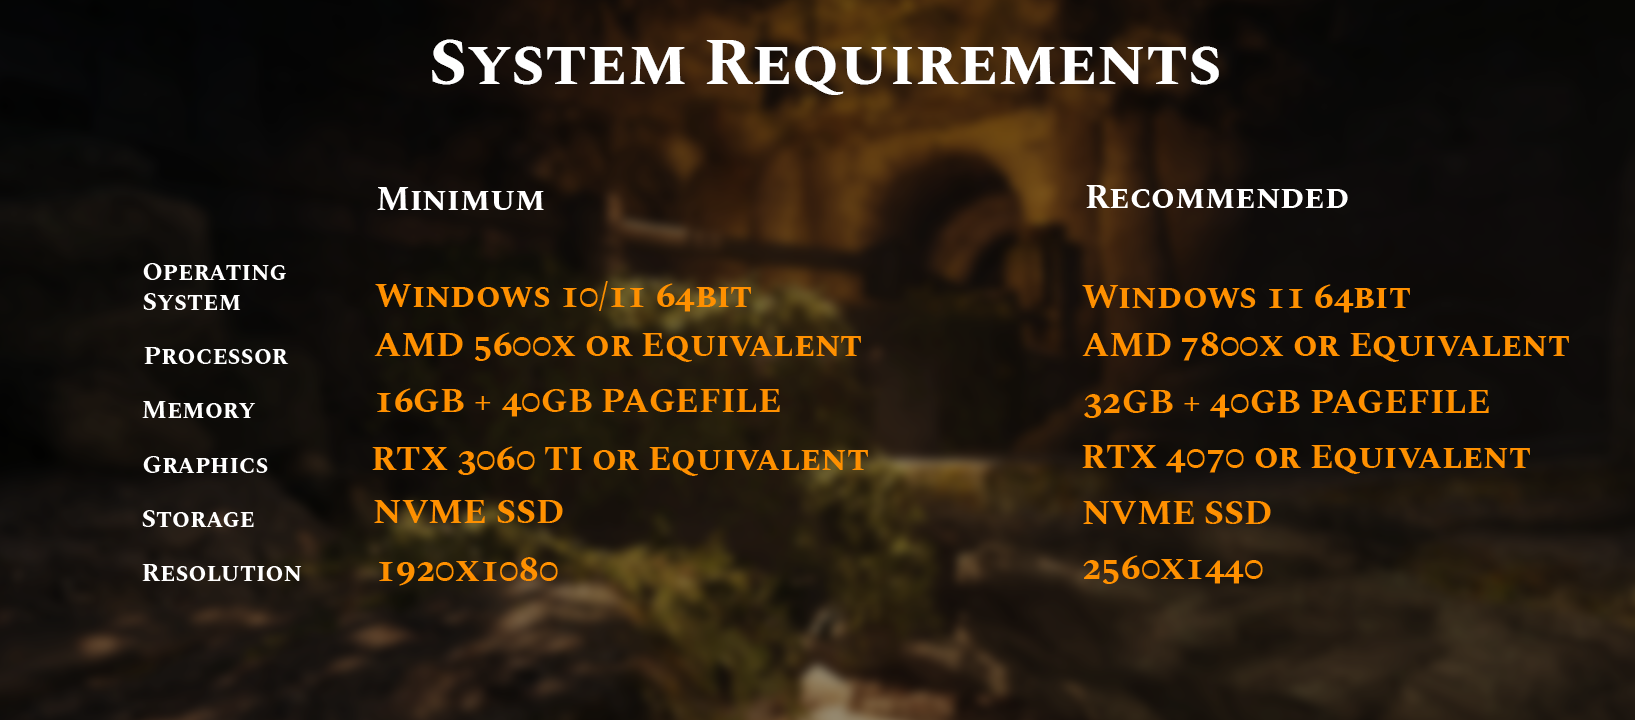 System Requirements
Minimum Recommended
Operating
System
Windows 10/11 64bit Windows 11 64bit
Processor AMD 5600x or Equivalent AMD 7800x or Equivalent
Memory 16GB + 40GB PAGEFILE 32GB + 40GB PAGEFILE
Graphics RTX 3060 TI or Equivalent RTX 4070 or Equivalent
Storage NVME SSD NVME SSD
Resolution 1920x1080 2560x1440